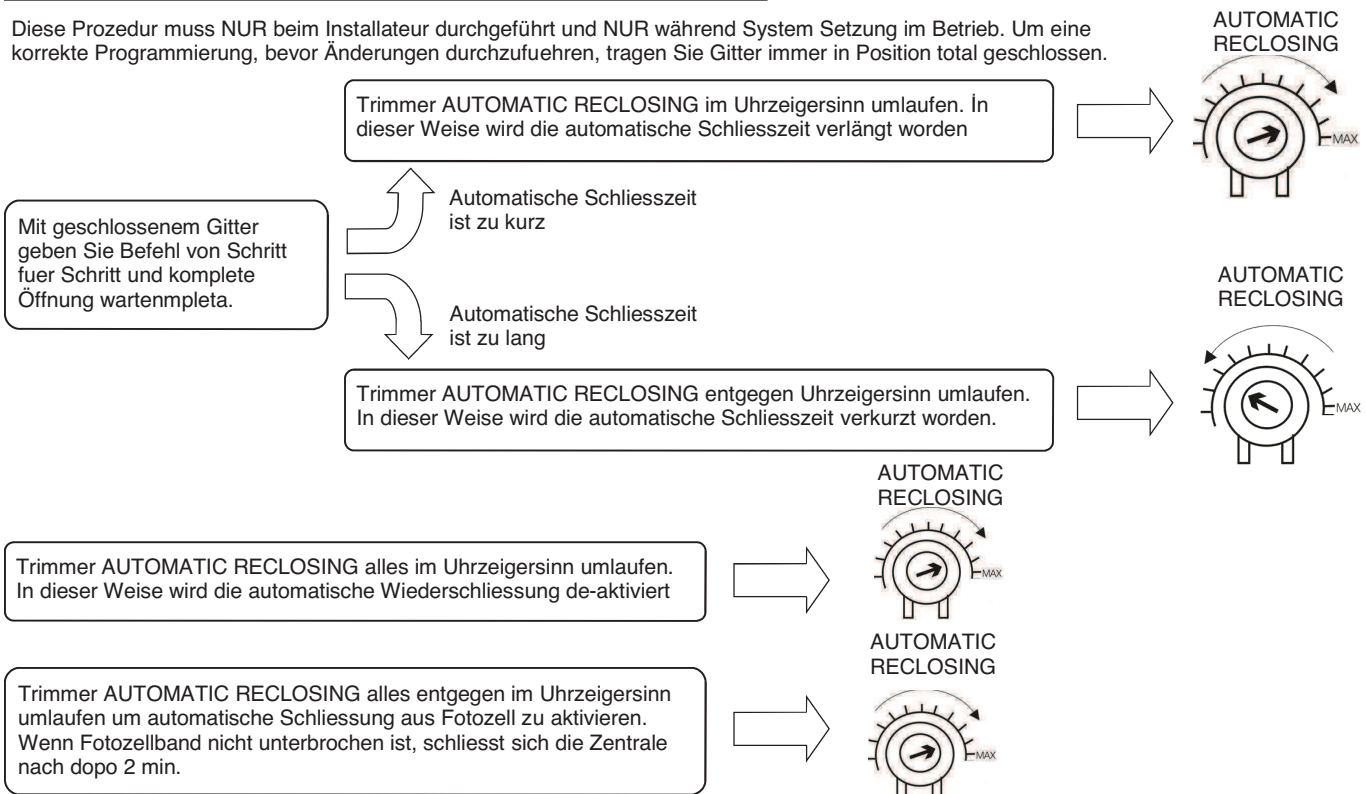 Diese Prozedur muss NUR beim Installateur durchgeführt und NUR während System Setzung im Betrieb. Um eine
korrekte Programmierung, bevor Änderungen durchzufuehren, tragen Sie Gitter immer in Position total geschlossen.
AUTOMATIC
RECLOSING
MAX
Trimmer AUTOMATIC RECLOSING im Uhrzeigersinn umlaufen. İn
dieser Weise wird die automatische Schliesszeit verlängt worden
Automatische Schliesszeit
ist zu kurz
Mit geschlossenem Gitter
geben Sie Befehl von Schritt
fuer Schritt und komplete
Öffnung wartenmpleta.
Automatische Schliesszeit
ist zu lang
AUTOMATIC
RECLOSING
MAX
Trimmer AUTOMATIC RECLOSING entgegen Uhrzeigersinn umlaufen.
In dieser Weise wird die automatische Schliesszeit verkurzt worden.
AUTOMATIC
RECLOSING
MAX
Trimmer AUTOMATIC RECLOSING alles im Uhrzeigersinn umlaufen.
In dieser Weise wird die automatische Wiederschliessung de-aktiviert
AUTOMATIC
RECLOSING
MAX
Trimmer AUTOMATIC RECLOSING alles entgegen im Uhrzeigersinn
umlaufen um automatische Schliessung aus Fotozell zu aktivieren.
Wenn Fotozellband nicht unterbrochen ist, schliesst sich die Zentrale
nach dopo 2 min.